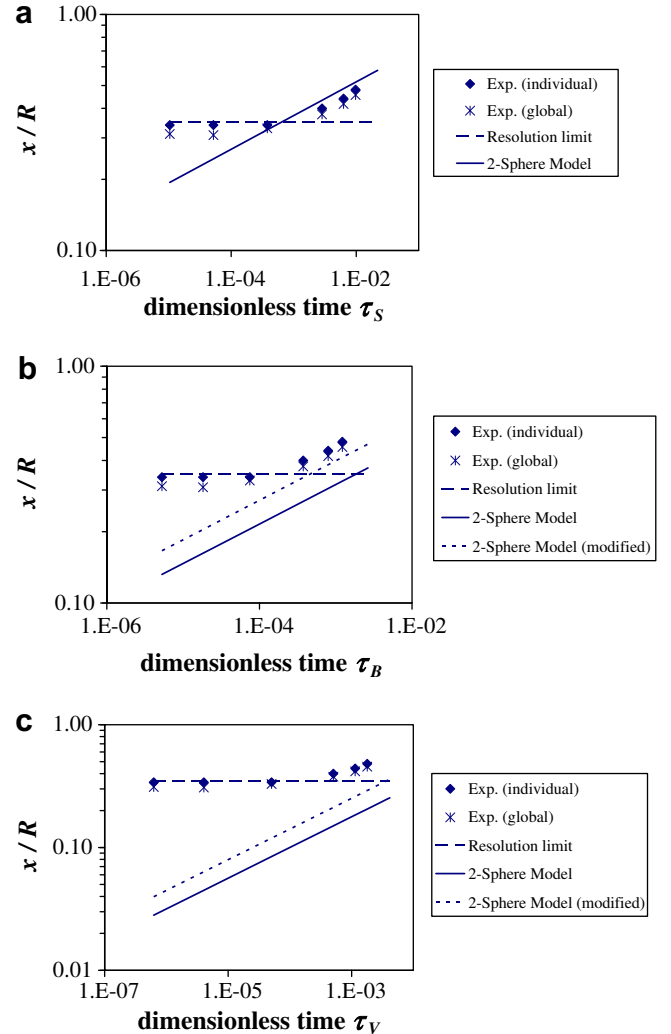 a
1.00
0.10
x / R
1.E-06
1.E-04
1.E-02
dimensionless time τS
Exp. (individual)
Exp. (global)
Resolution limit
2-Sphere Model
b
1.00
0.10
x / R
1.E-06
1.E-04
1.E-02
dimensionless time τB
Exp. (individual)
Exp. (global)
Resolution limit
2-Sphere Model
2-Sphere Model (modified)
c
1.00
0.10
0.01
x / R
1.E-07
1.E-05
1.E-03
dimensionless time τV
Exp. (individual)
Exp. (global)
Resolution limit
2-Sphere Model
2-Sphere Model (modified)